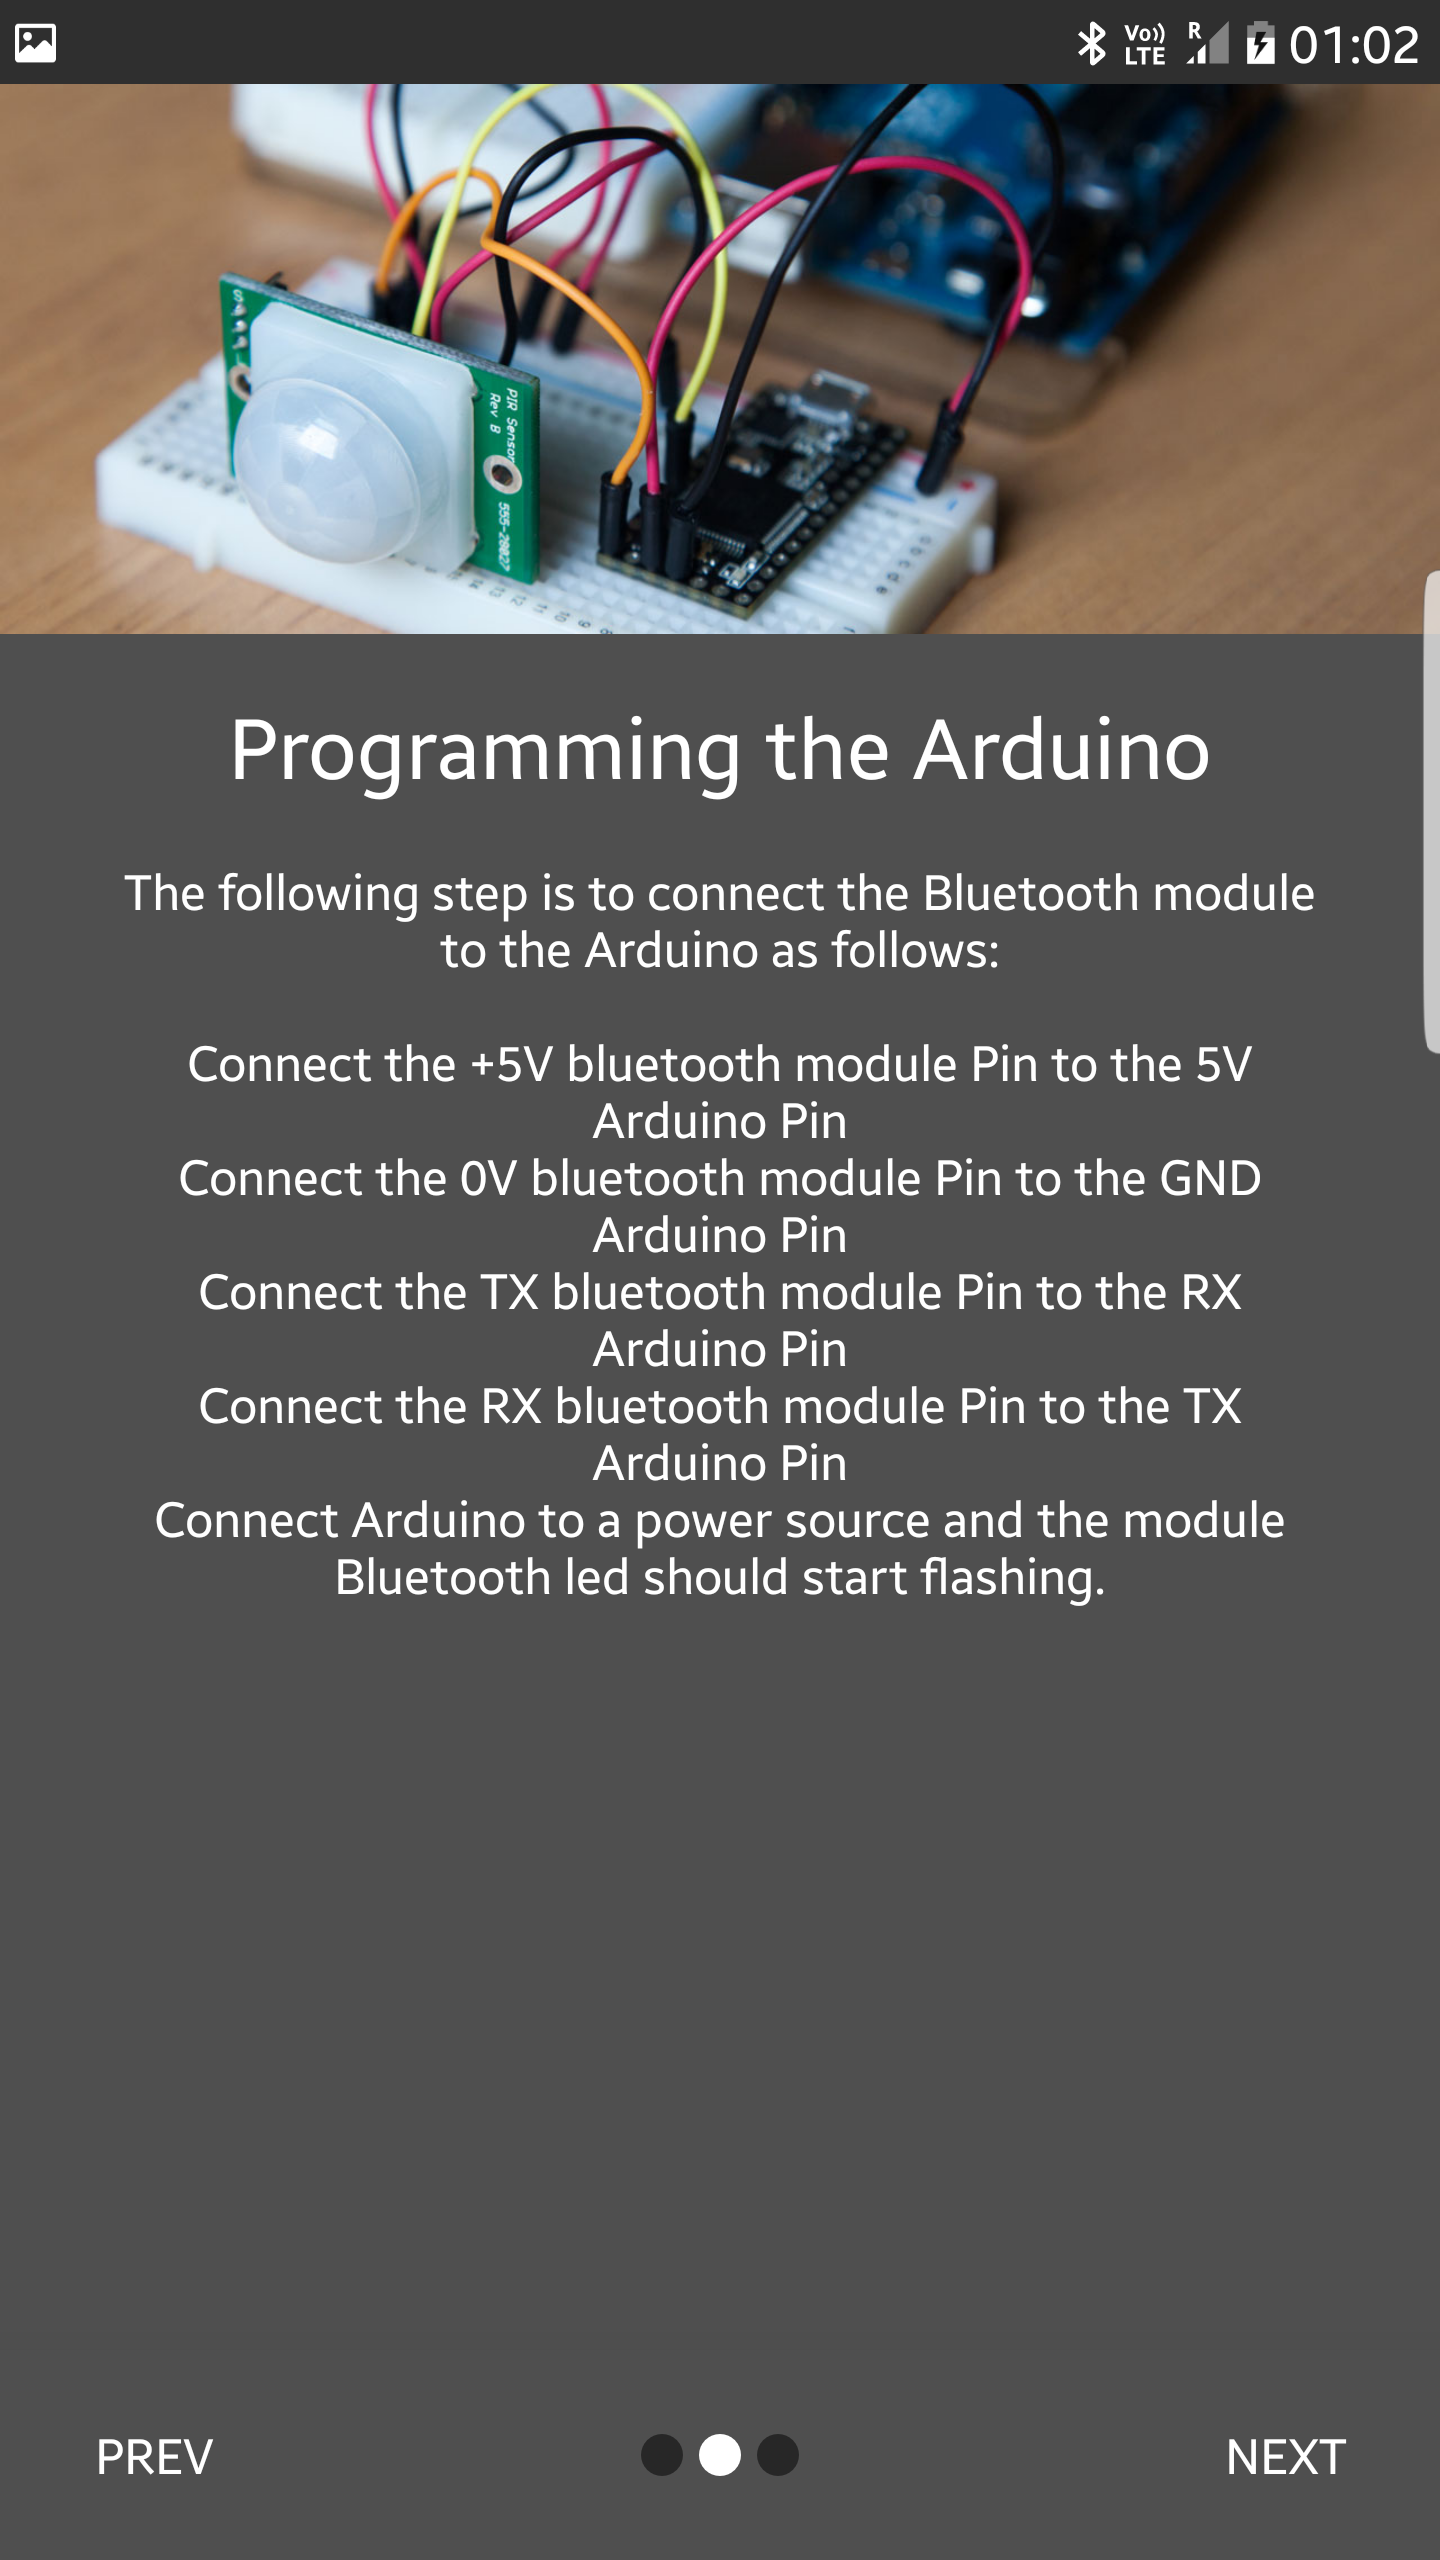 Vo)) LTE R 01:02
PIR Sensor
Rev B
555-28027
Programming the Arduino
The following step is to connect the Bluetooth module
to the Arduino as follows:
Connect the +5V bluetooth module Pin to the 5V
Arduino Pin
Connect the 0V bluetooth module Pin to the GND
Arduino Pin
Connect the TX bluetooth module Pin to the RX
Arduino Pin
Connect the RX bluetooth module Pin to the TX
Arduino Pin
Connect Arduino to a power source and the module
Bluetooth led should start flashing.
PREV
NEXT